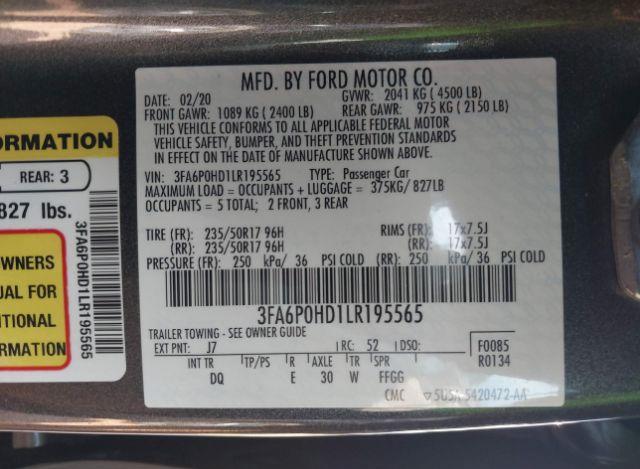 ORMATION
REAR: 3
827 lbs.
WNERS
UAL FOR
ITIONAL
FORMATION
3FA6P0HD1LR195565
MFD. BY FORD MOTOR CO.
DATE: 02/20 GVWR: 2041 KG ( 4500 LB)
FRONT GAWR: 1089 KG ( 2400 LB) REAR GAWR: 975 KG ( 2150 LB)
THIS VEHICLE CONFORMS TO ALL APPLICABLE FEDERAL MOTOR
VEHICLE SAFETY, BUMPER, AND THEFT PREVENTION STANDARDS
IN EFFECT ON THE DATE OF MANUFACTURE SHOWN ABOVE.
VIN: 3FA6P0HD1LR195565 TYPE: Passenger Car
MAXIMUM LOAD = OCCUPANTS + LUGGAGE = 375KG/ 827LB
OCCUPANTS = 5 TOTAL; 2 FRONT, 3 REAR
TIRE (FR): 235/50R17 96H RIMS (FR): 17x7.5J
(RR): 235/50R17 96H (RR): 17x7.5J
PRESSURE (FR): 250 kPa/ 36 PSI COLD (RR): 250 kPa/ 36 PSI COLD
3FA6P0HD1LR195565
TRAILER TOWING - SEE OWNER GUIDE
EXT PNT: J7 RC: 52 DSO: F0085
R0134
INT TR TP/PS R AXLE TR SPR
DQ E 30 W FFGG
CMC 5U5A-5420472-AA